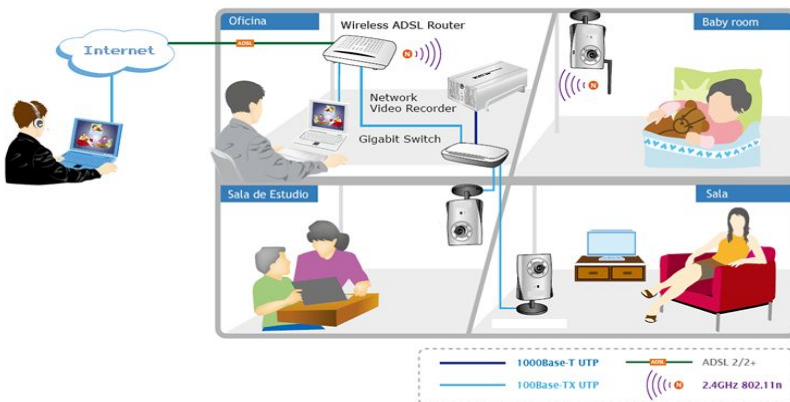 Oficina
Wireless ADSL Router
Baby room
Internet
ADSL
N
N
Network
Video Recorder
Gigabit Switch
Sala de Estudio
Sala
1000Base-T UTP
ADSL
ADSL 2/2+
100Base-TX UTP
N
2.4GHz 802.11n